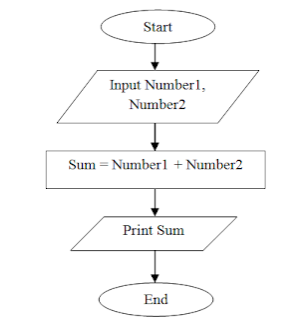 Start
Input Number1,
Number2
Sum = Number1 + Number2
Print Sum
End